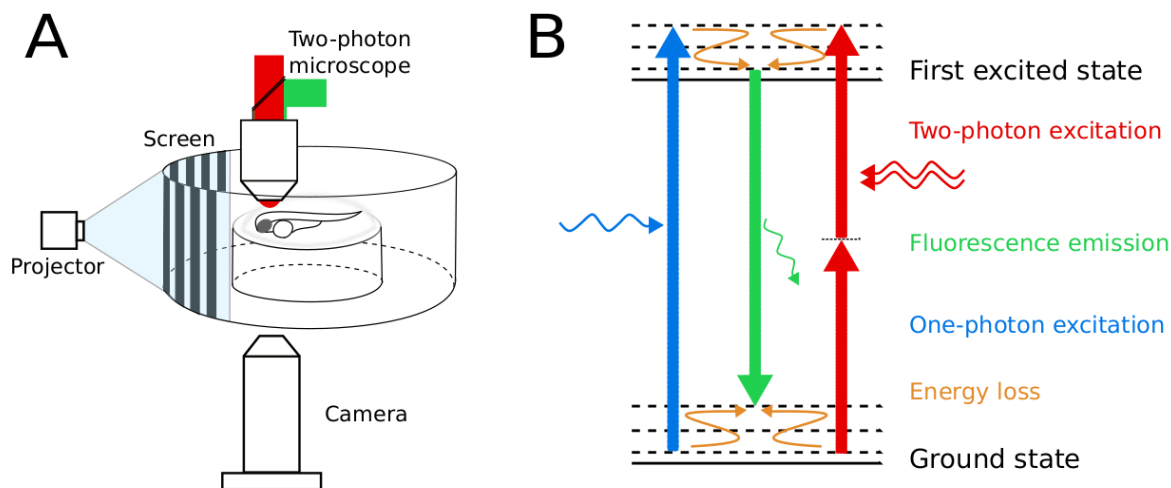 A
Two-photon
microscope
Screen
Projector
Camera
B
First excited state
Two-photon excitation
Fluorescence emission
One-photon excitation
Energy loss
Ground state